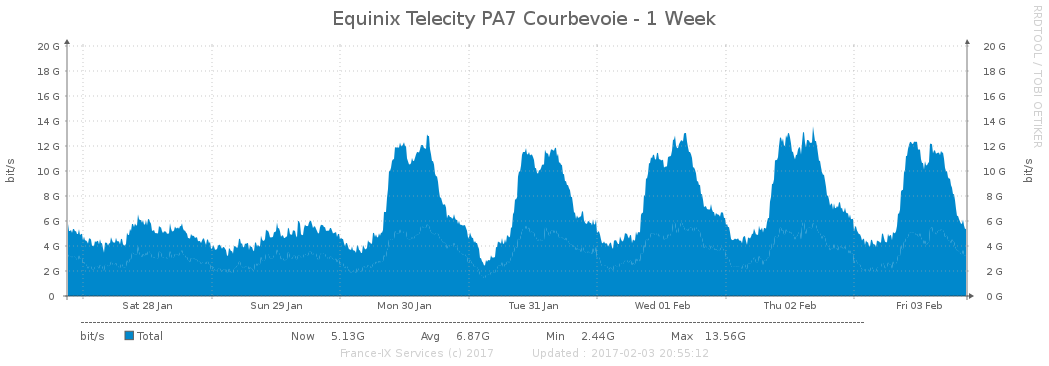 Equinix Telecity PA7 Courbevoie - 1 Week
RRDTOOL / TOBI OETIKER
bit/s
20 G
18 G
16 G
14 G
12 G
10 G
8 G
6 G
4 G
2 G
0
20 G
18 G
16 G
14 G
12 G
10 G
8 G
6 G
4 G
2 G
0 G
bit/s
Sat 28 Jan Sun 29 Jan Mon 30 Jan Tue 31 Jan Wed 01 Feb Thu 02 Feb Fri 03 Feb
bit/s Total Now 5.13G Avg 6.87G Min 2.44G Max 13.56G
France-IX Services (c) 2017 Updated : 2017-02-03 20:55:12